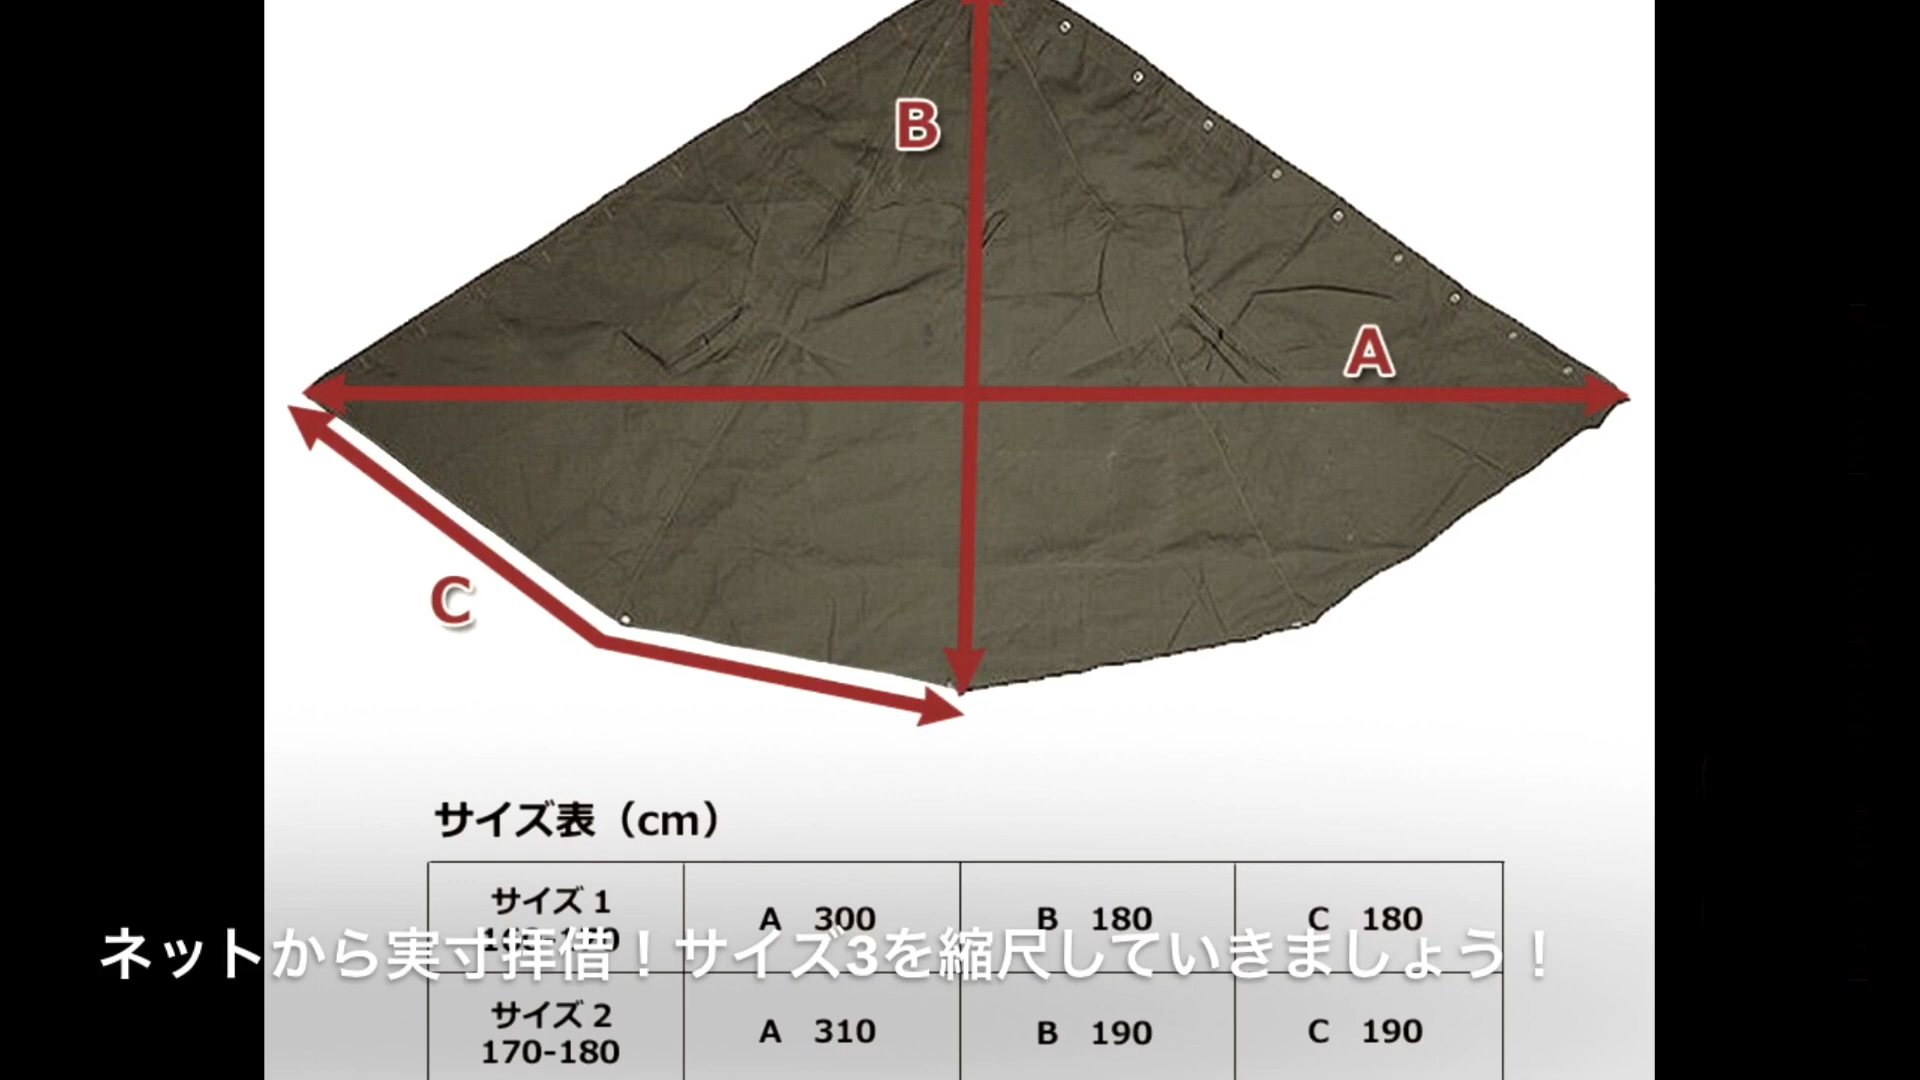 B
A
C
サイズ表（cm）
サイズ 1
A 300
B 180
C 180
ネットから実寸拝借！サイズ3を縮尺していきましょう！
サイズ 2
170-180
A 310
B 190
C 190